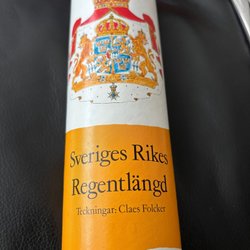 Sveriges Rikes
Regentlängd
Teckningar: Claes Folcker